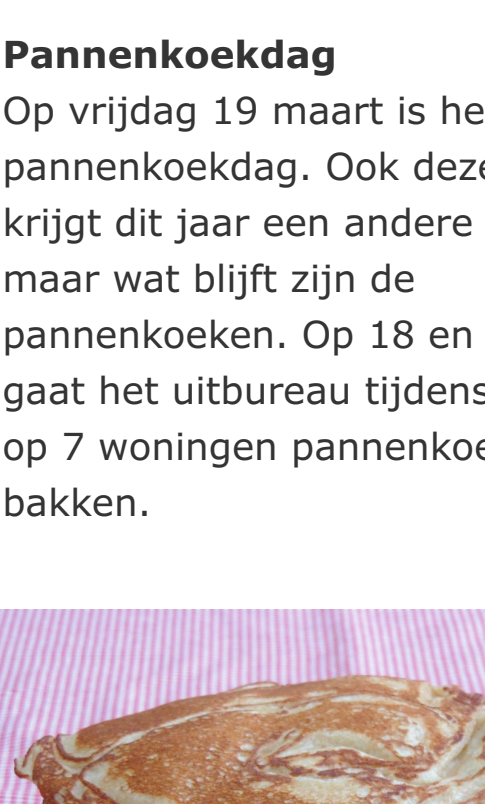 Pannenkoekdag
Op vrijdag 19 maart is he
pannenkoekdag. Ook deze
krijgt dit jaar een andere
maar wat blijft zijn de
pannenkoeken. Op 18 en
gaat het uitbureau tijdens
op 7 woningen pannenkoe
bakken.